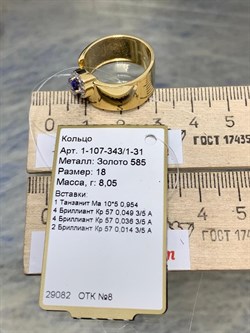 ГОСТ 17435
Кольцо
Арт. 1-107-343/1-31
Металл: Золото 585
Размер: 18
Масса, г: 8,05
Вставки:
1 Танзанит Ма 10*5 0,954
4 Бриллиант Кр 57 0,049 3/5 А
4 Бриллиант Кр 57 0,036 3/5 А
2 Бриллиант Кр 57 0,014 3/5 А
29082 ОТК №6